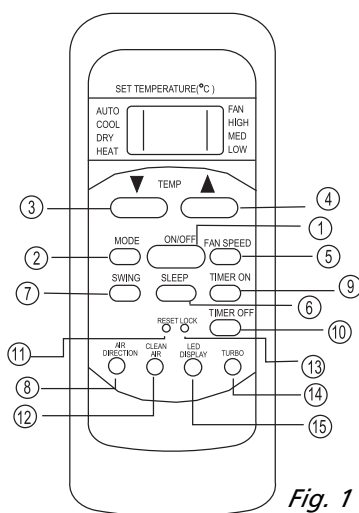 SET TEMPERATURE(°C)
AUTO
COOL
DRY
HEAT
FAN
HIGH
MED
LOW
▼ TEMP ▲
3
4
1
MODE
ON/OFF
FAN SPEED
2
5
SWING
SLEEP
TIMER ON
7
9
6
TIMER OFF
10
RESET LOCK
11
13
AIR
DIRECTION
CLEAN
AIR
LED
DISPLAY
TURBO
8
12
15
14
Fig. 1